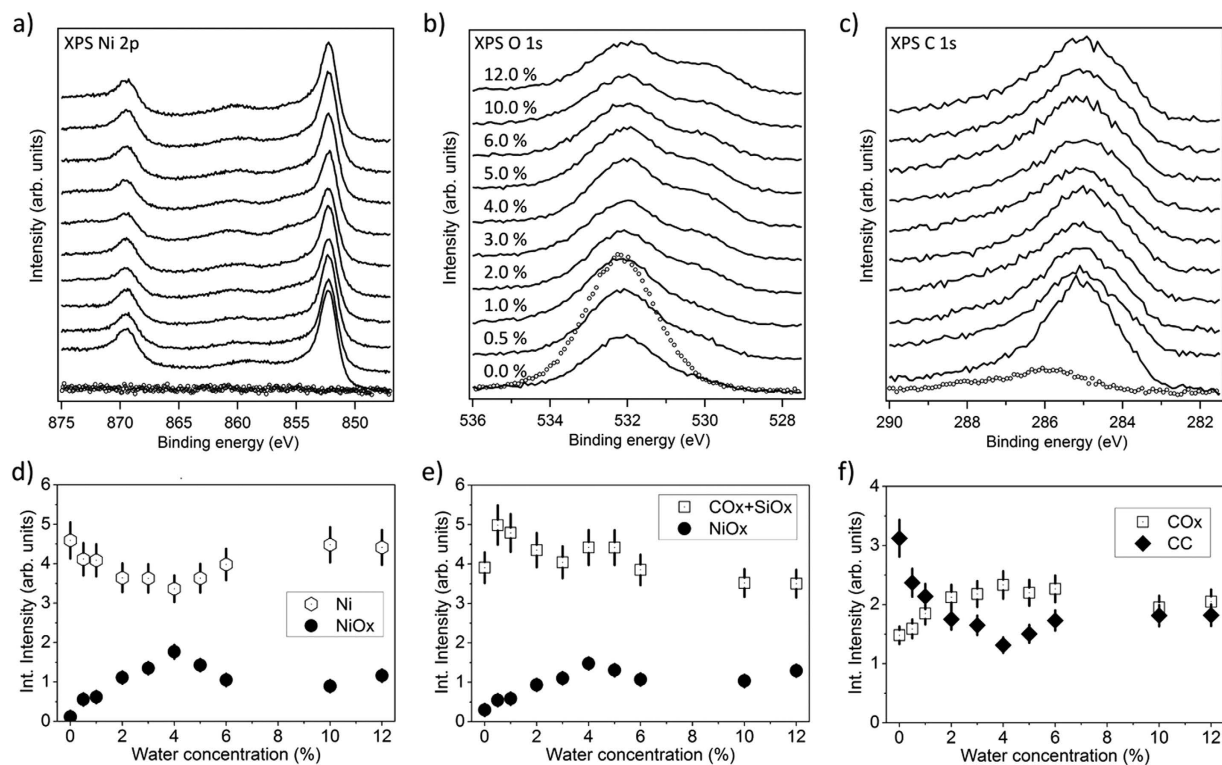 a)
XPS Ni 2p
Intensity (arb. units)
875 870 865 860 855 850
Binding energy (eV)
b)
XPS O 1s
12.0 %
10.0 %
6.0 %
5.0 %
4.0 %
3.0 %
2.0 %
1.0 %
0.5 %
0.0 %
Intensity (arb. units)
536 534 532 530 528
Binding energy (eV)
c)
XPS C 1s
Intensity (arb. units)
290 288 286 284 282
Binding energy (eV)
d)
Int. Intensity (arb. units)
6
5
4
3
2
1
0
Ni
NiOx
0 2 4 6 8 10 12
Water concentration (%)
e)
Int. Intensity (arb. units)
6
5
4
3
2
1
0
COx+SiOx
NiOx
0 2 4 6 8 10 12
Water concentration (%)
f)
Int. Intensity (arb. units)
4
3
2
1
0
COx
CC
0 2 4 6 8 10 12
Water concentration (%)